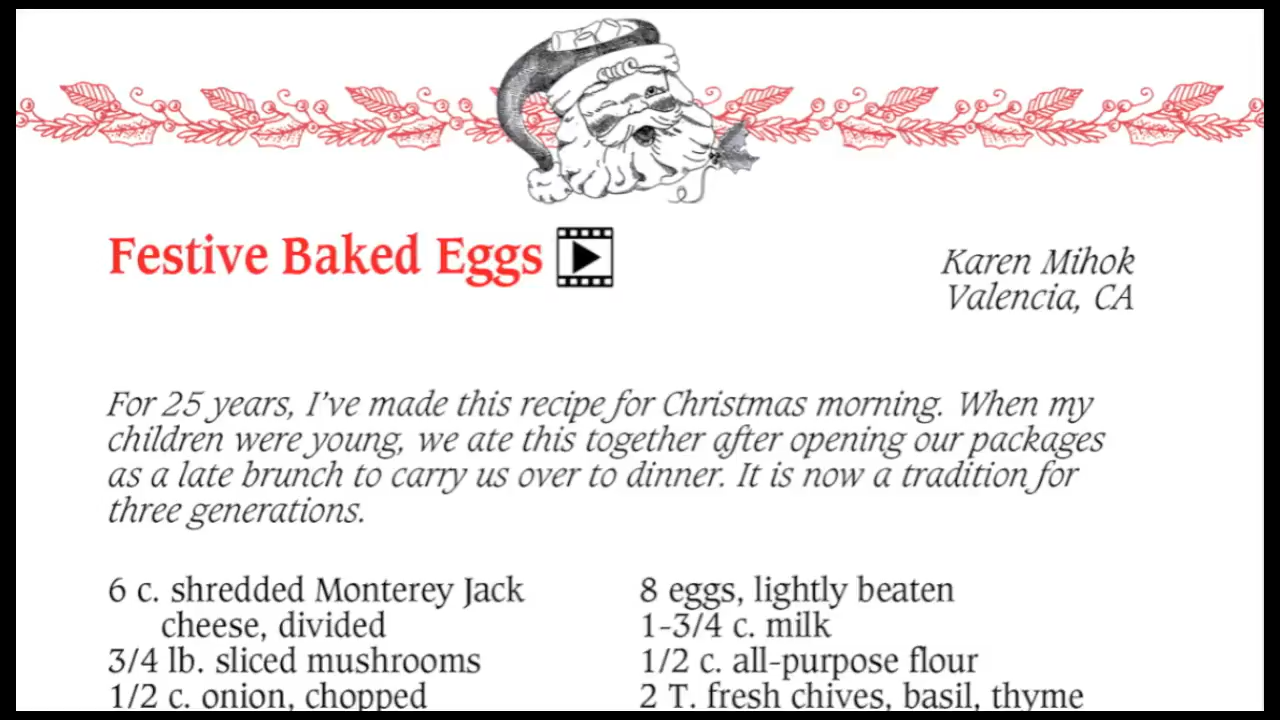 Festive Baked Eggs
Karen Mihok
Valencia, CA
For 25 years, I've made this recipe for Christmas morning. When my
children were young, we ate this together after opening our packages
as a late brunch to carry us over to dinner. It is now a tradition for
three generations.
6 c. shredded Monterey Jack
cheese, divided
3/4 lb. sliced mushrooms
1/2 c. onion, chopped
8 eggs, lightly beaten
1-3/4 c. milk
1/2 c. all-purpose flour
2 T. fresh chives, basil, thyme